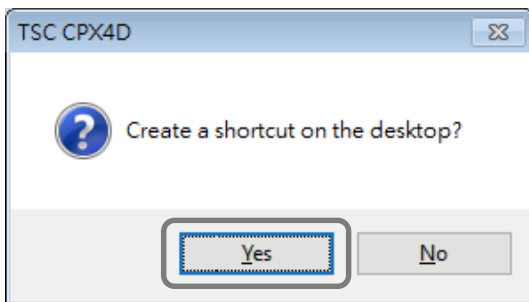 TSC CPX4D
Create a shortcut on the desktop?
Yes
No